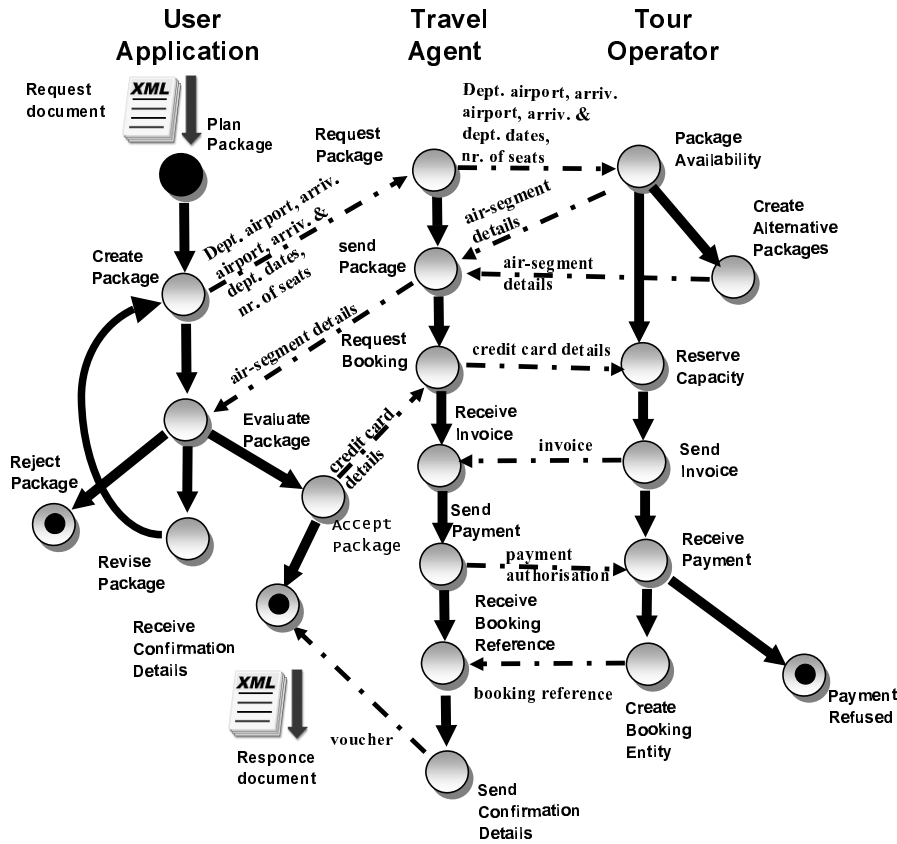 User
Application
Travel
Agent
Tour
Operator
Request
document
XML
Plan
Package
Request
Package
Dept. airport, arriv.
airport, arriv. &
dept. dates,
nr. of seats
Package
Availability
Create
Alternative
Packages
Create
Package
Dept. airport, arriv.
airport, arriv. &
dept. dates,
nr. of seats
send
Package
air-segment
details
air-segment
details
air-segment details
Request
Booking
credit card details
Reserve
Capacity
Evaluate
Package
Receive
Invoice
credit card
details
invoice
Send
Invoice
Reject
Package
Accept
Package
Send
Payment
Revise
Package
payment
authorisation
Receive
Payment
Receive
Confirmation
Details
Receive
Booking
Reference
booking reference
Create
Booking
Entity
Payment
Refused
XML
Responce
document
voucher
Send
Confirmation
Details